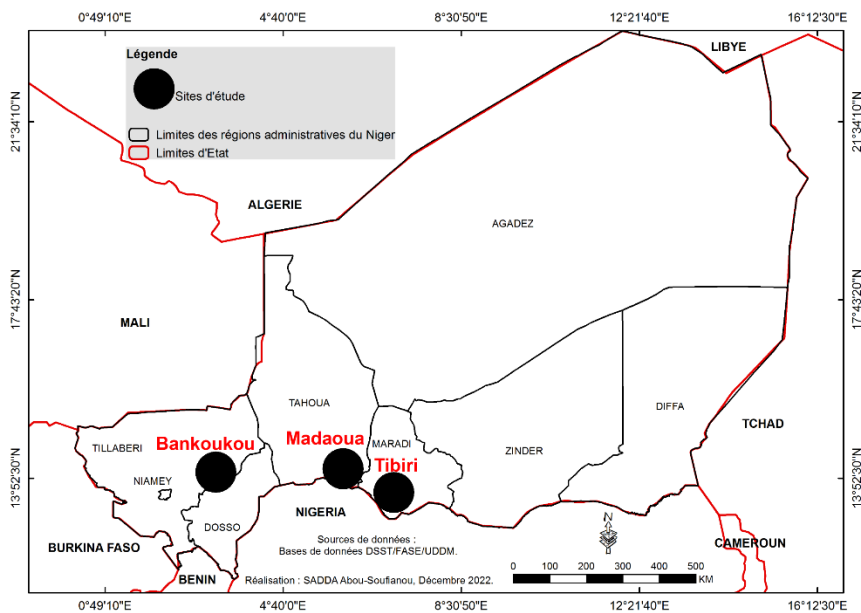 0°49'10"E 4°40'0"E 8°30'50"E 12°21'40"E 16°12'30"E
LIBYE
Légende
Sites d'étude
Limites des régions administratives du Niger
Limites d'Etat
21°34'10"N 21°34'10"N
ALGERIE
AGADEZ
17°43'20"N 17°43'20"N
MALI
TAHOUA
DIFFA
TCHAD
TILLABERI
Bankoukou
Madaoua
MARADI
ZINDER
Tibiri
13°52'30"N 13°52'30"N
NIAMEY
DOSSO
NIGERIA
N
Sources de données :
Bases de données DSST/FASE/UDDM.
BURKINA FASO
CAMEROUN
BENIN
Réalisation : SADDA Abou-Soufianou, Décembre 2022.
0 100 200 300 400 500
KM
0°49'10"E 4°40'0"E 8°30'50"E 12°21'40"E 16°12'30"E